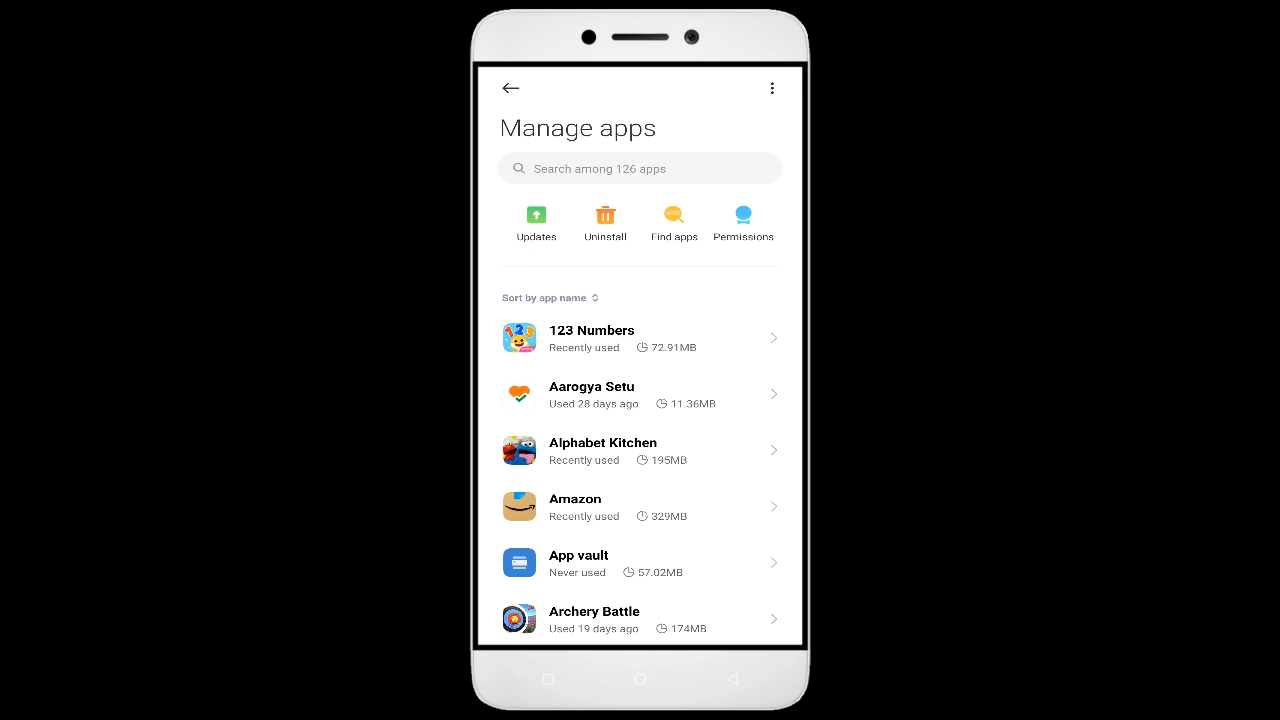 Manage apps
Search among 126 apps
Updates Uninstall Find apps Permissions
Sort by app name
123 Numbers
Recently used 72.91MB
Aarogya Setu
Used 28 days ago 11.36MB
Alphabet Kitchen
Recently used 195MB
Amazon
Recently used 329MB
App vault
Never used 57.02MB
Archery Battle
Used 19 days ago 174MB